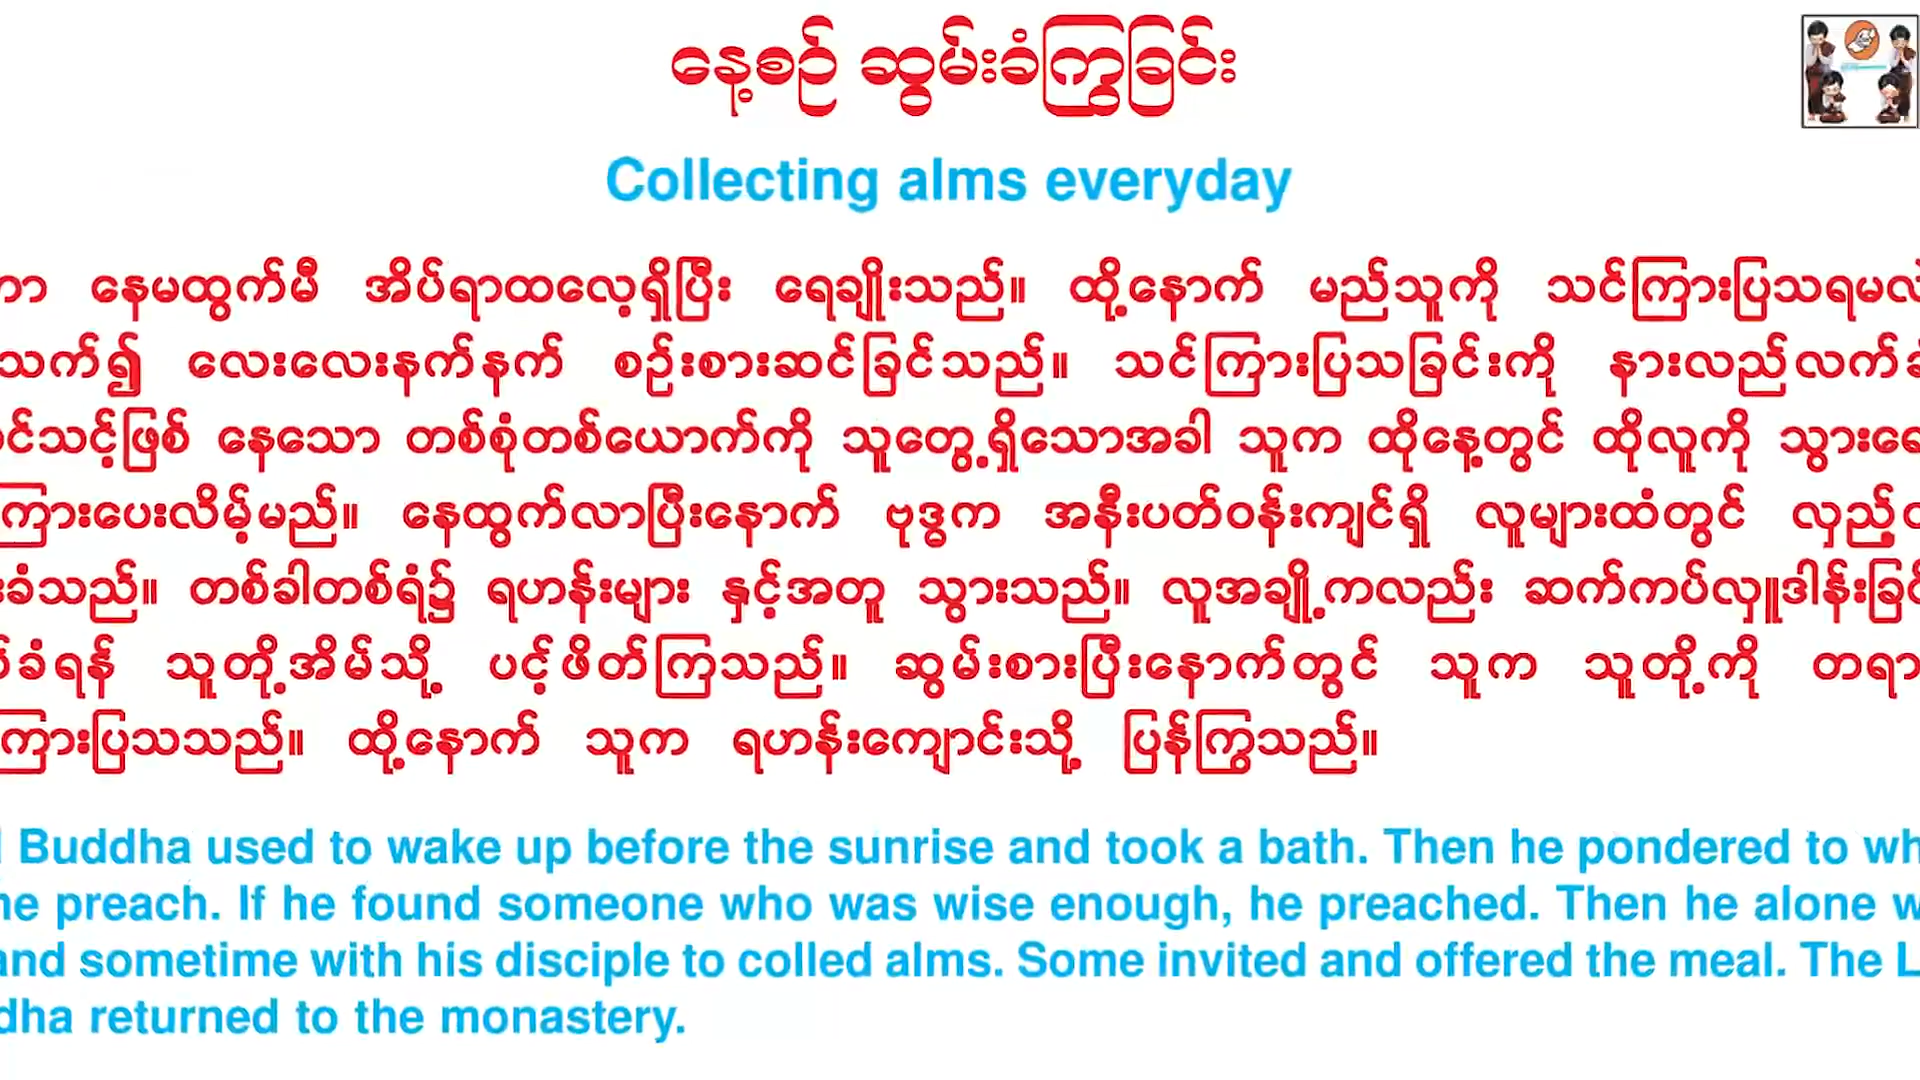 နေ့စဉ် ဆွမ်းခံကြွခြင်း
Collecting alms everyday
နေမထွက်မီ အိပ်ရာထလေ့ရှိပြီး ရေချိုးသည်။ ထို့နောက် မည်သူကို သင်ကြားပြသရမလဲ
သက်၍ လေးလေးနက်နက် စဉ်းစားဆင်ခြင်သည်။ သင်ကြားပြသခြင်းကို နားလည်လက်ခံ
င်သင့်ဖြစ် နေသော တစ်စုံတစ်ယောက်ကို သူတွေ့ရှိသောအခါ သူက ထိုနေ့တွင် ထိုလူကို သွားရော
ကြားပေးလိမ့်မည်။ နေထွက်လာပြီးနောက် ဗုဒ္ဓက အနီးပတ်ဝန်းကျင်ရှိ လူများထံတွင် လှည့်လ
းခံသည်။ တစ်ခါတစ်ရံ၌ ရဟန်းများ နှင့်အတူ သွားသည်။ လူအချို့ကလည်း ဆက်ကပ်လှူဒါန်းခြင်
ခံရန် သူတို့အိမ်သို့ ပင့်ဖိတ်ကြသည်။ ဆွမ်းစားပြီးနောက်တွင် သူက သူတို့ကို တရား
ကြားပြသသည်။ ထို့နောက် သူက ရဟန်းကျောင်းသို့ ပြန်ကြွသည်။
Buddha used to wake up before the sunrise and took a bath. Then he pondered to wh
he preach. If he found someone who was wise enough, he preached. Then he alone w
and sometime with his disciple to colled alms. Some invited and offered the meal. The L
dha returned to the monastery.